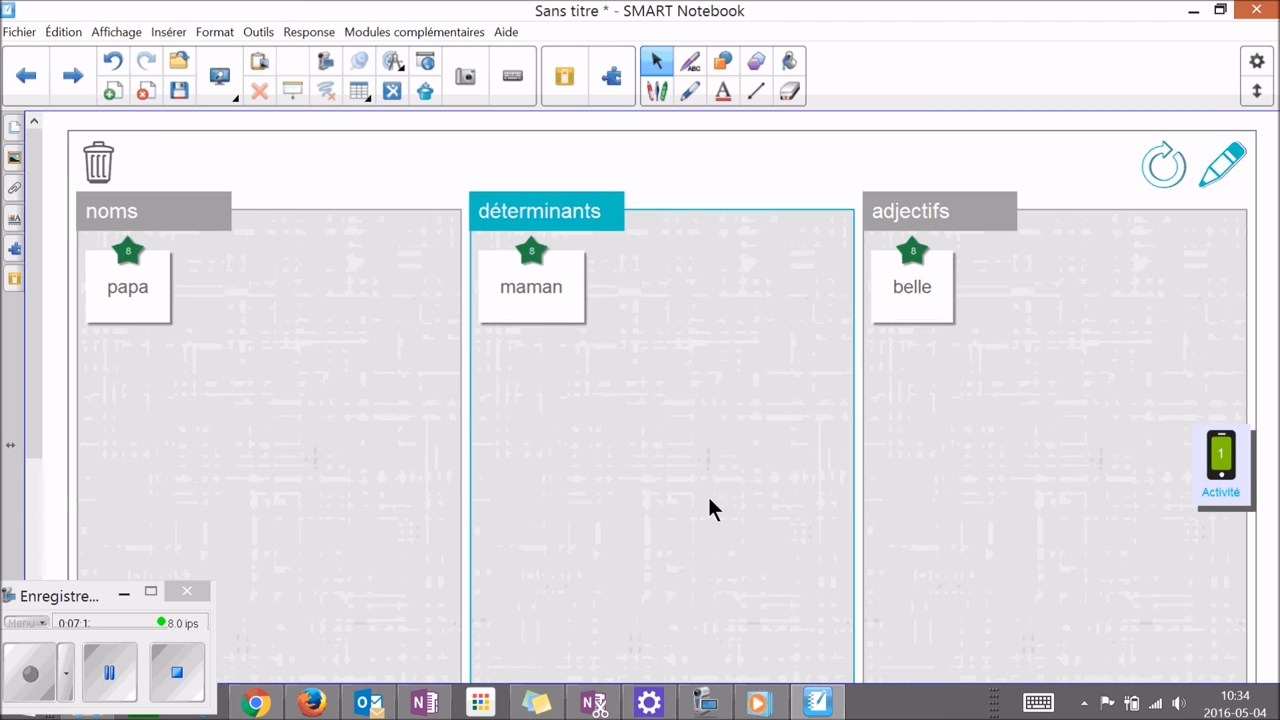 Sans titre * - SMART Notebook
Fichier Édition Affichage Insérer Format Outils Response Modules complémentaires Aide
noms
déterminants
adjectifs
8
papa
8
maman
8
belle
1
Activité
Enregistre...
Menu
0:07:1
8.0 ips
10:34
2016-05-04